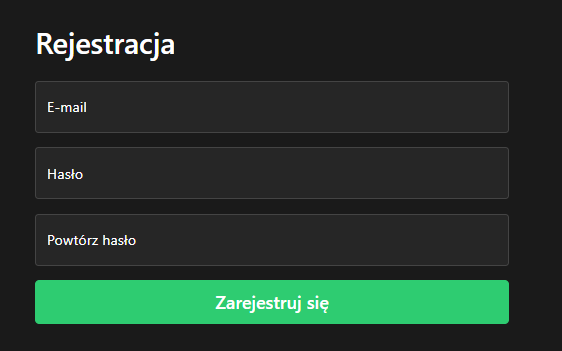 Rejestracja
E-mail
Hasło
Powtórz hasło
Zarejestruj się